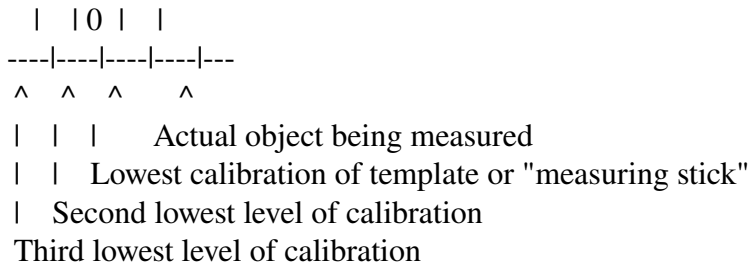 | | 0 | |
----|----|----|----|---
^ ^ ^ ^
| | | Actual object being measured
| | Lowest calibration of template or "measuring stick"
| Second lowest level of calibration
Third lowest level of calibration